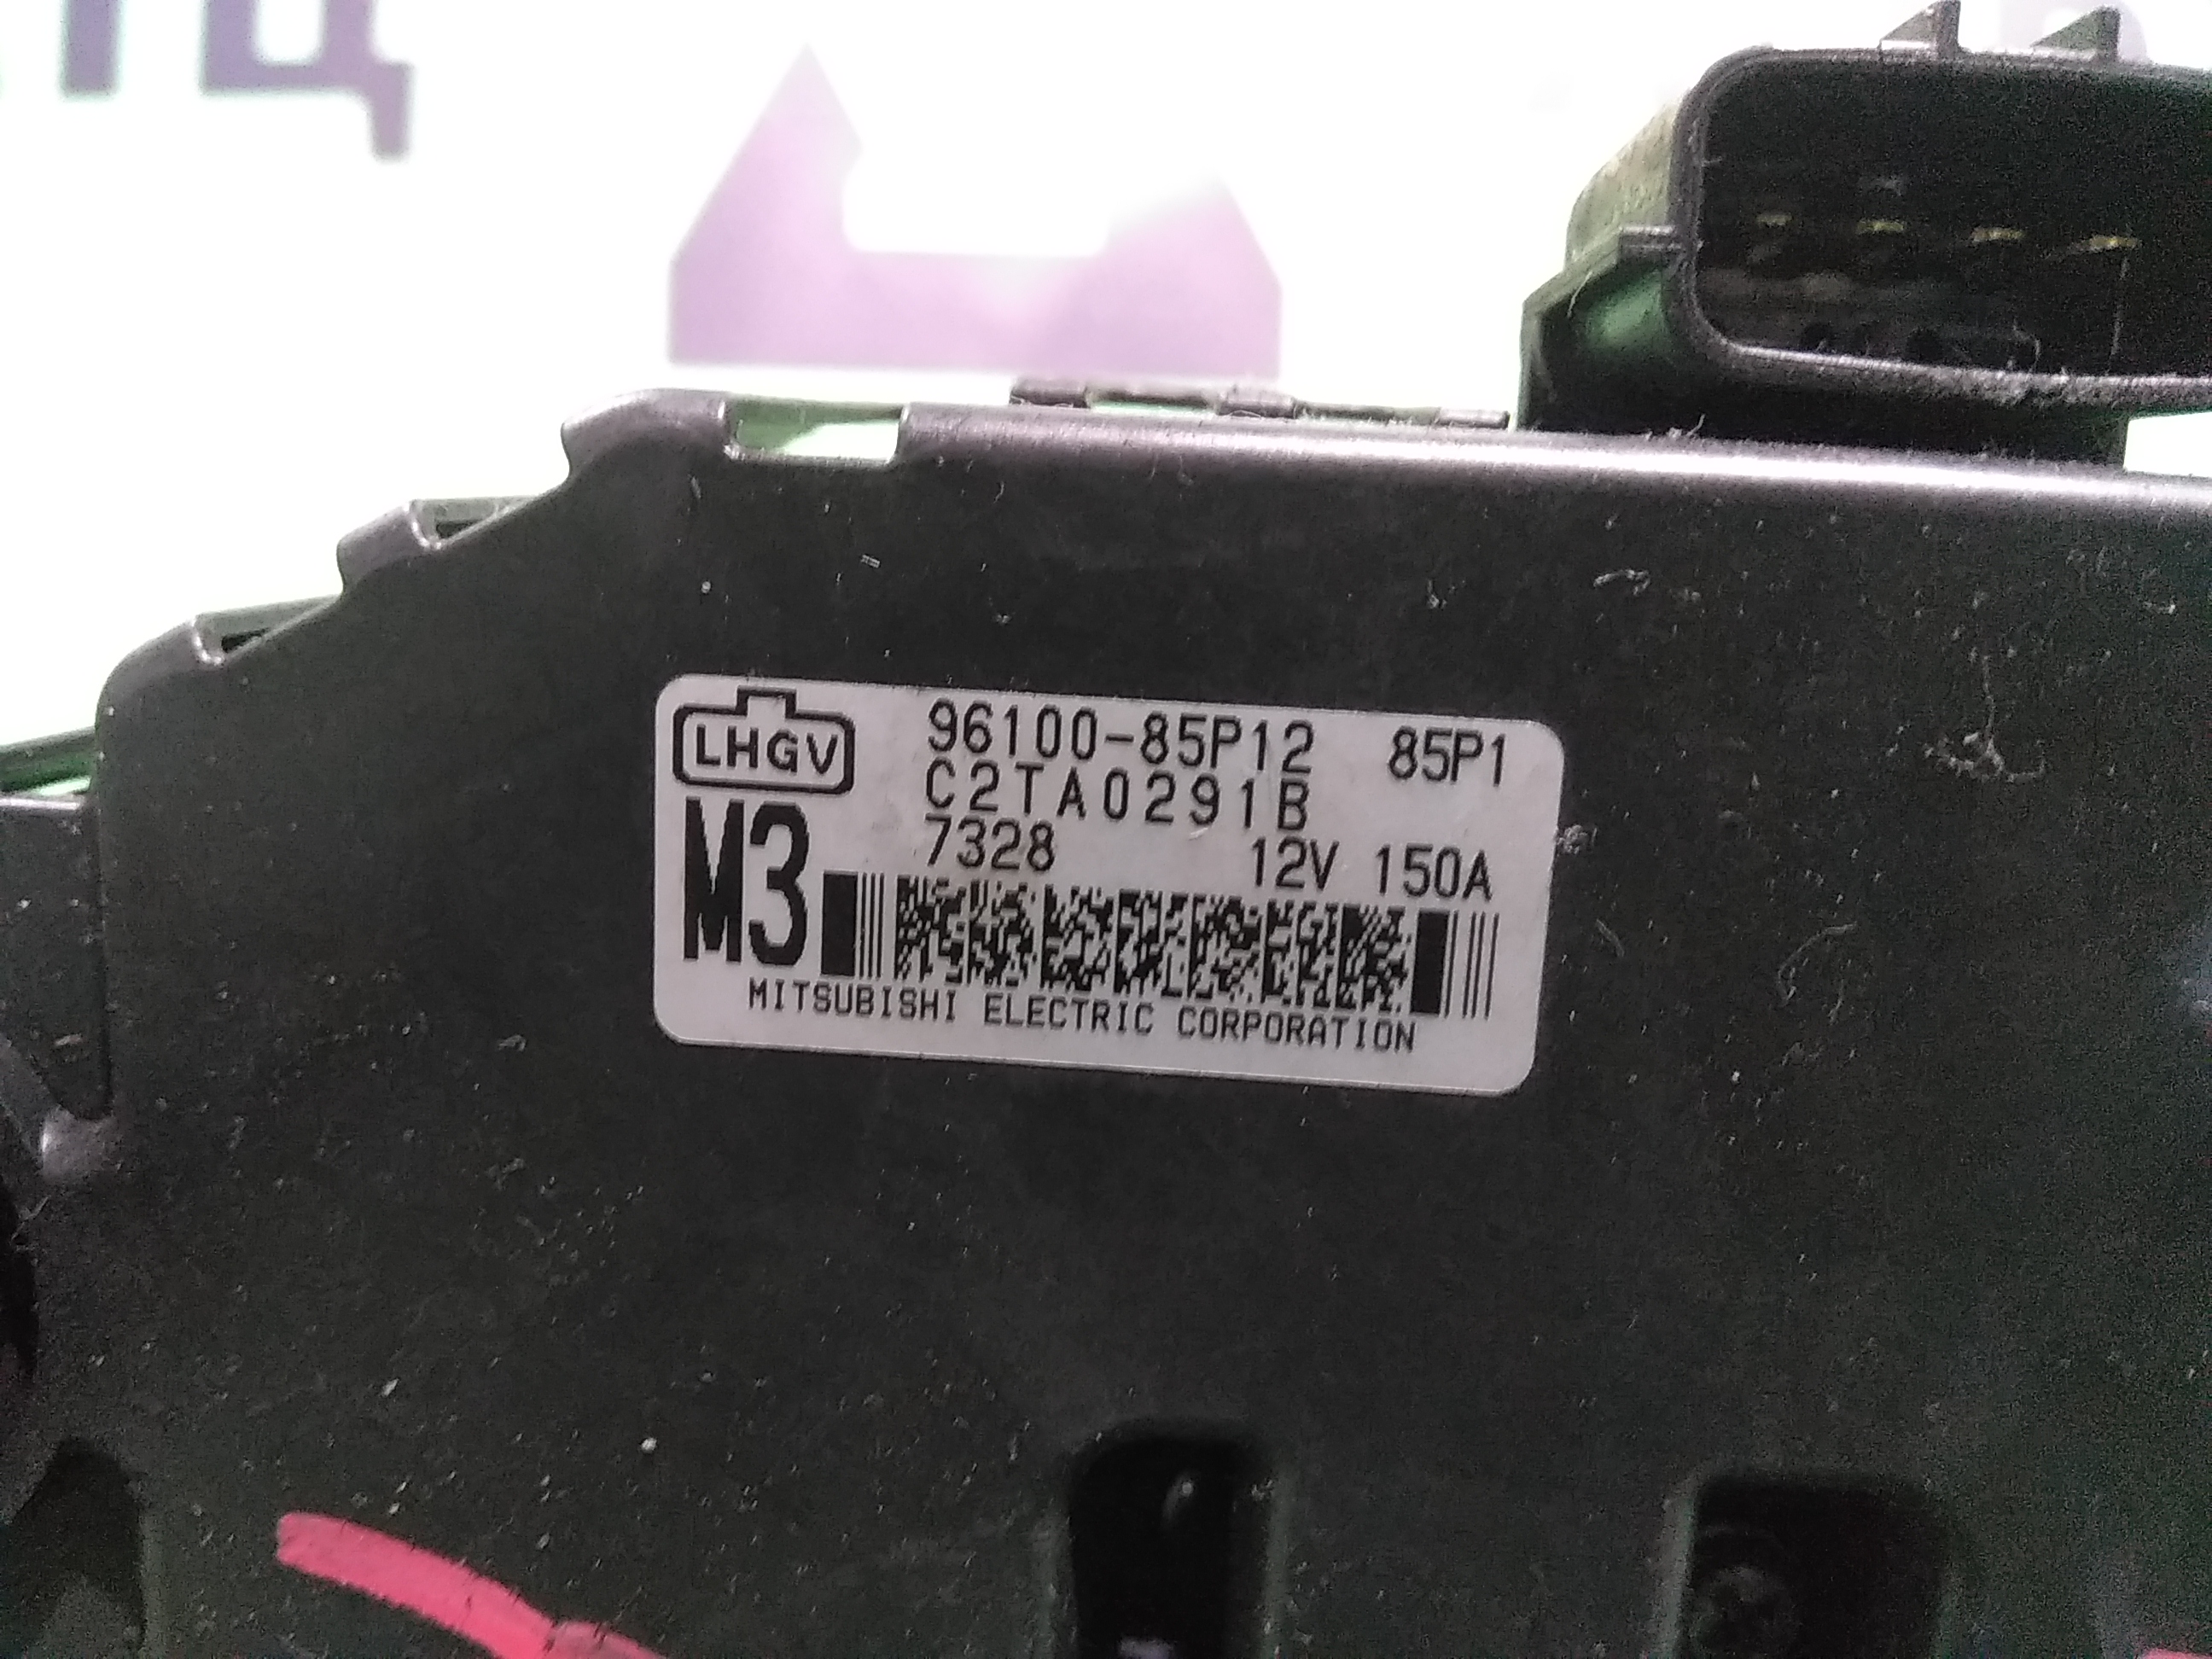 LHGV
96100-85P12 85P1
C2TA0291B
7328 12V 150A
M3
MITSUBISHI ELECTRIC CORPORATION